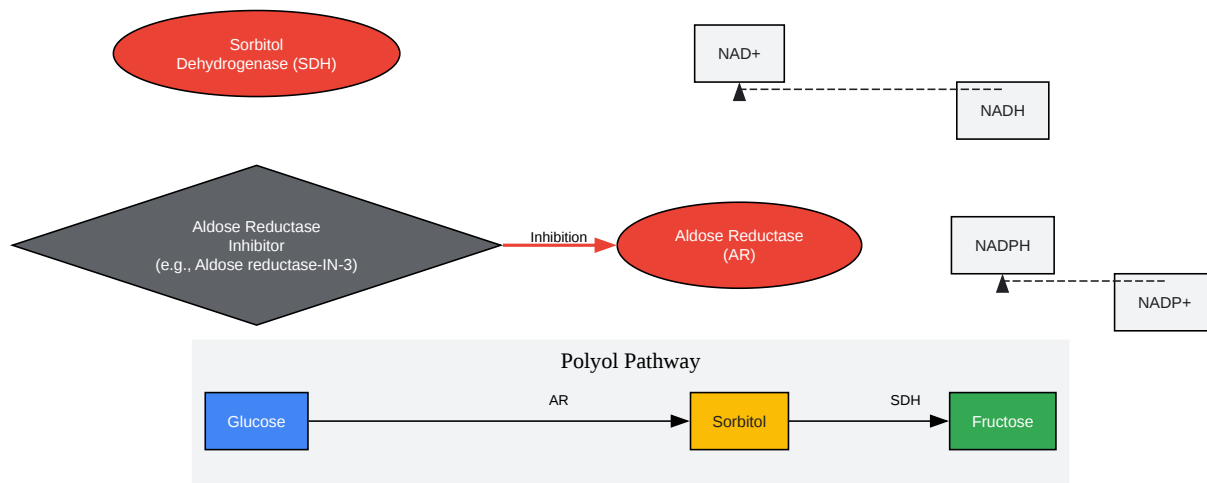 Sorbitol
Dehydrogenase (SDH)
NAD+
NADH
Aldose Reductase
Inhibitor
(e.g., Aldose reductase-IN-3)
Inhibition
Aldose Reductase
(AR)
NADPH
NADP+
Polyol Pathway
Glucose
AR
Sorbitol
SDH
Fructose